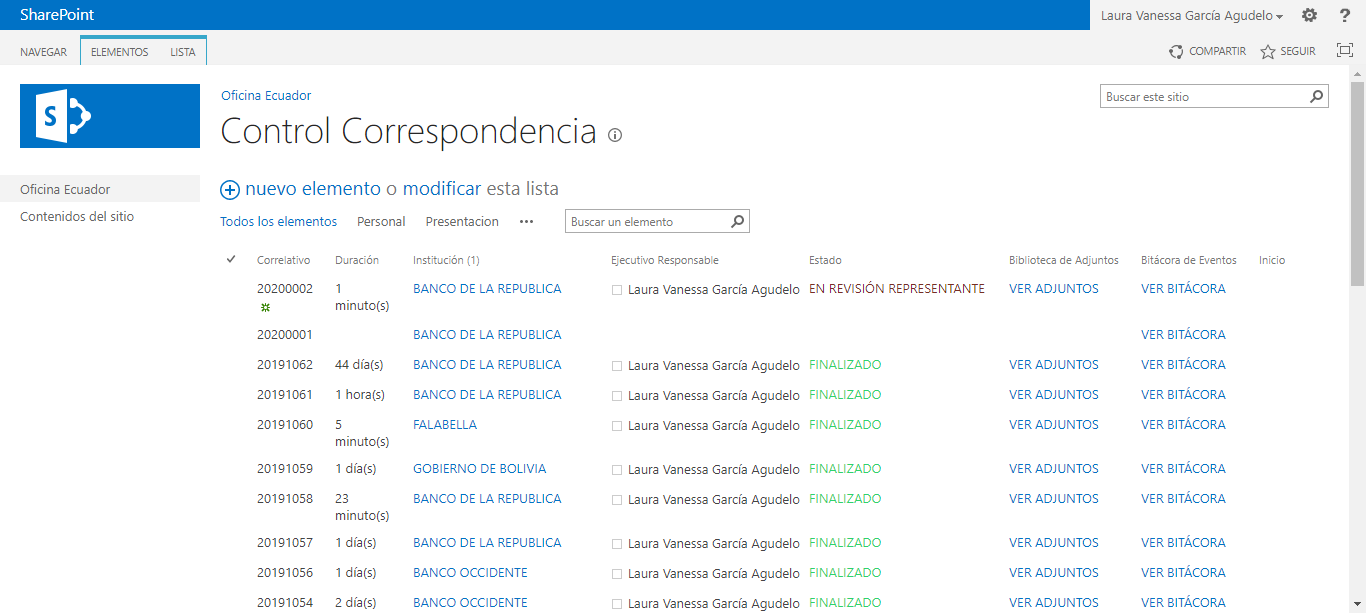 SharePoint
Laura Vanessa García Agudelo
?
NAVEGAR ELEMENTOS LISTA
COMPARTIR SEGUIR
S
Oficina Ecuador
Buscar este sitio
Control Correspondencia
Oficina Ecuador
Contenidos del sitio
nuevo elemento o modificar esta lista
Todos los elementos Personal Presentacion ••• Buscar un elemento
Correlativo Duración Institución (1) Ejecutivo Responsable Estado Biblioteca de Adjuntos Bitácora de Eventos Inicio
20200002 1 minuto(s) BANCO DE LA REPUBLICA Laura Vanessa García Agudelo EN REVISIÓN REPRESENTANTE VER ADJUNTOS VER BITÁCORA
20200001 BANCO DE LA REPUBLICA VER BITÁCORA
20191062 44 día(s) BANCO DE LA REPUBLICA Laura Vanessa García Agudelo FINALIZADO VER ADJUNTOS VER BITÁCORA
20191061 1 hora(s) BANCO DE LA REPUBLICA Laura Vanessa García Agudelo FINALIZADO VER ADJUNTOS VER BITÁCORA
20191060 5 minuto(s) FALABELLA Laura Vanessa García Agudelo FINALIZADO VER ADJUNTOS VER BITÁCORA
20191059 1 día(s) GOBIERNO DE BOLIVIA Laura Vanessa García Agudelo FINALIZADO VER ADJUNTOS VER BITÁCORA
20191058 23 minuto(s) BANCO DE LA REPUBLICA Laura Vanessa García Agudelo FINALIZADO VER ADJUNTOS VER BITÁCORA
20191057 1 día(s) BANCO DE LA REPUBLICA Laura Vanessa García Agudelo FINALIZADO VER ADJUNTOS VER BITÁCORA
20191056 1 día(s) BANCO OCCIDENTE Laura Vanessa García Agudelo FINALIZADO VER ADJUNTOS VER BITÁCORA
20191054 2 día(s) BANCO OCCIDENTE Laura Vanessa García Agudelo FINALIZADO VER ADJUNTOS VER BITÁCORA